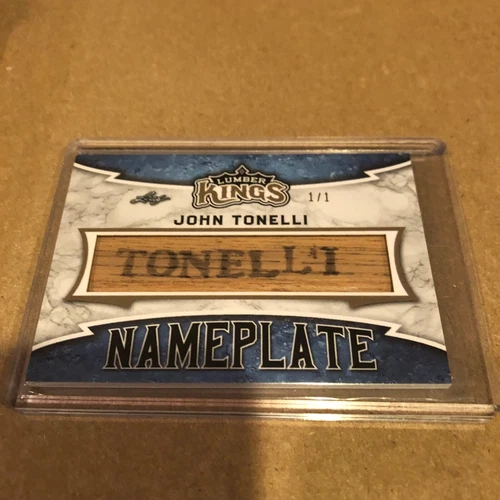 LUMBER
KINGS
1/1
JOHN TONELLI
TONELLI
NAMEPLATE